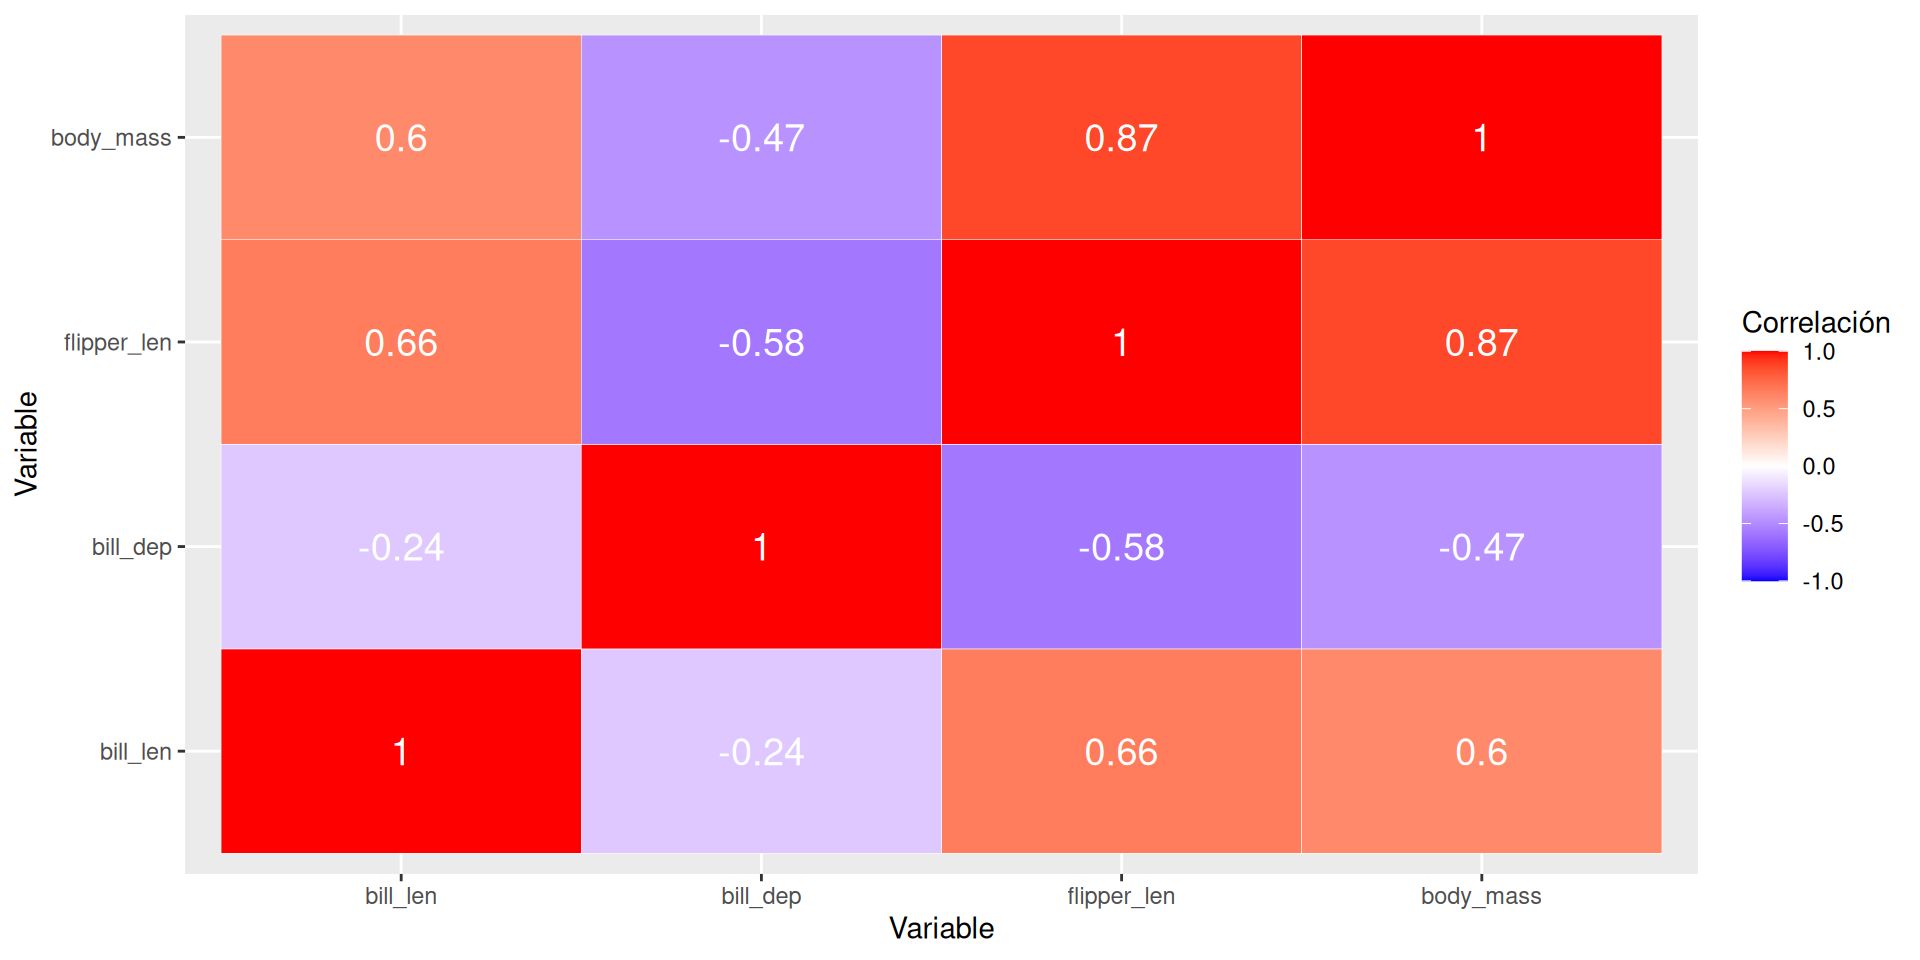 body_mass
0.6
-0.47
0.87
1
flipper_len
0.66
-0.58
1
0.87
bill_dep
-0.24
1
-0.58
-0.47
bill_len
1
-0.24
0.66
0.6
bill_len
bill_dep
flipper_len
body_mass
Variable
Variable
Correlación
1.0
0.5
0.0
-0.5
-1.0